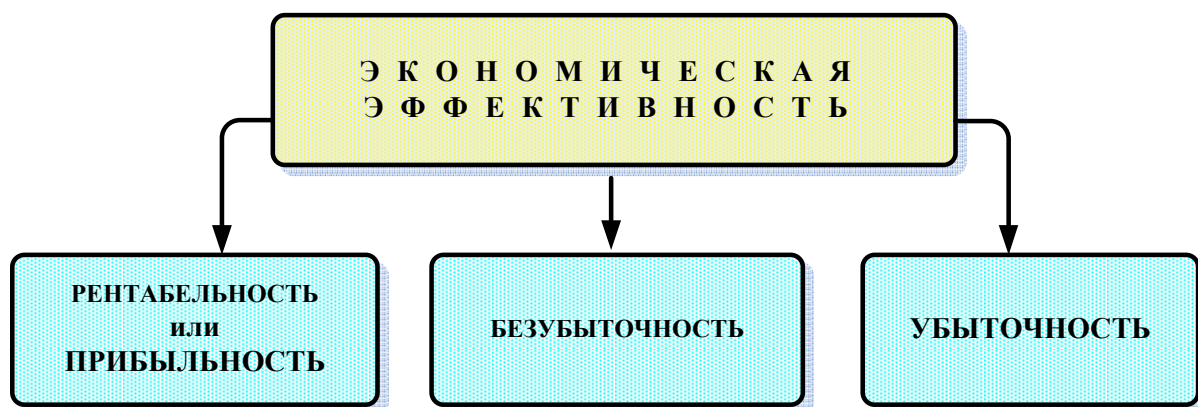 Э К О Н О М И Ч Е С К А Я
Э Ф Ф Е К Т И В Н О С Т Ь
РЕНТАБЕЛЬНОСТЬ
или
ПРИБЫЛЬНОСТЬ
БЕЗУБЫТОЧНОСТЬ
УБЫТОЧНОСТЬ